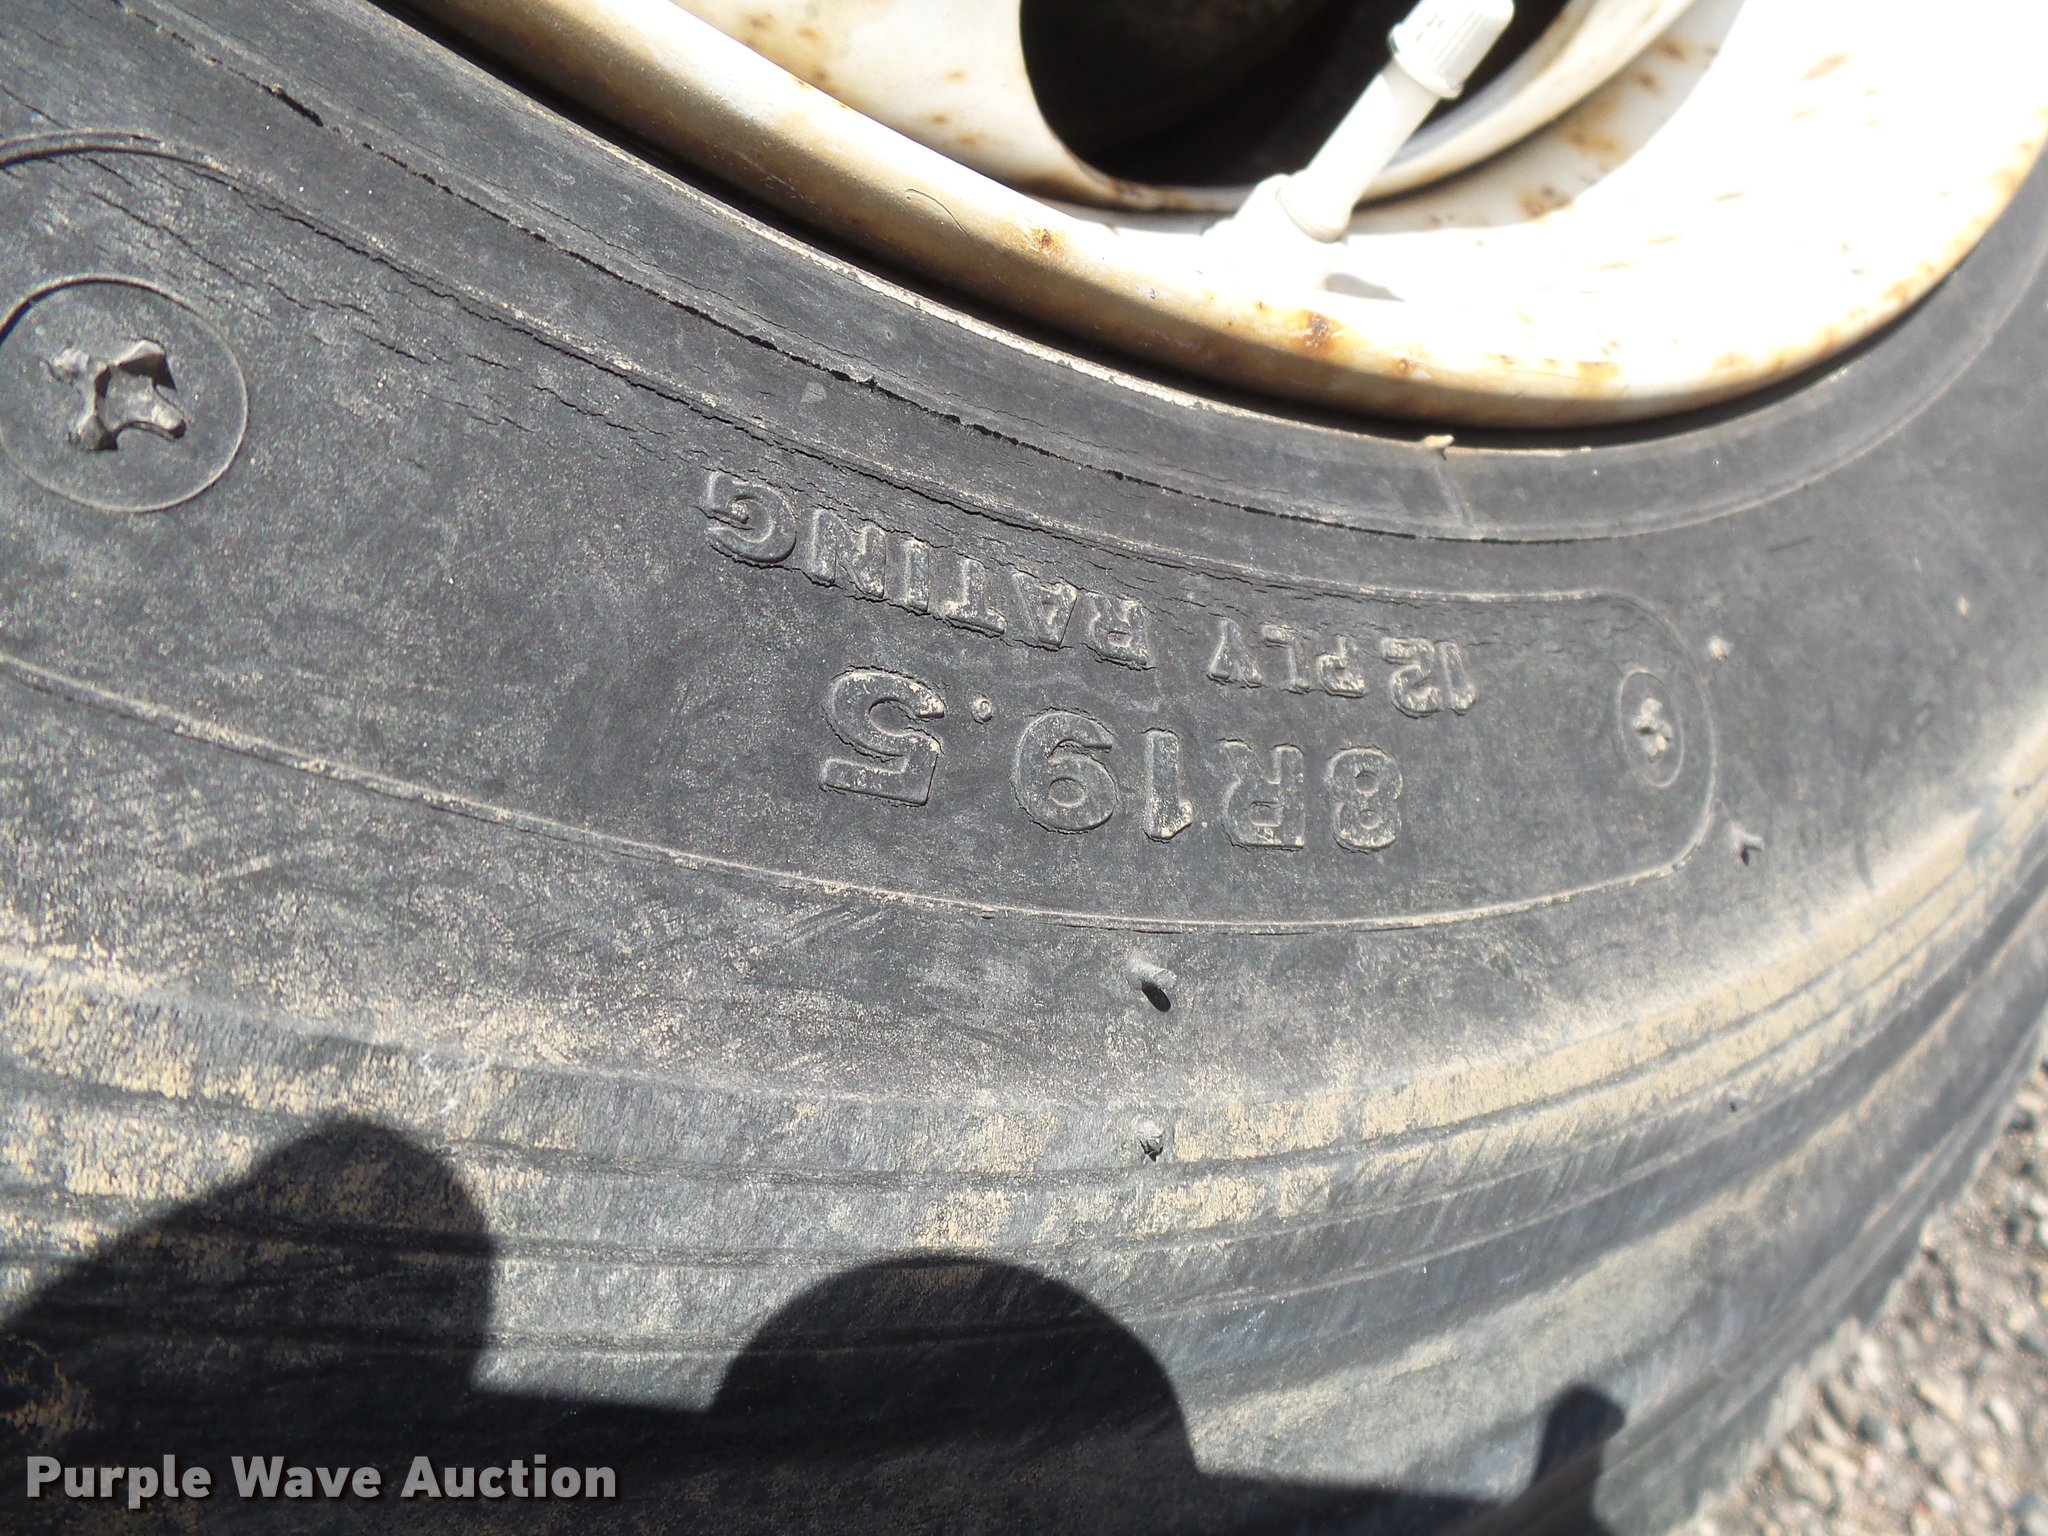 8R19.5
12 PLY RATING
Purple Wave Auction